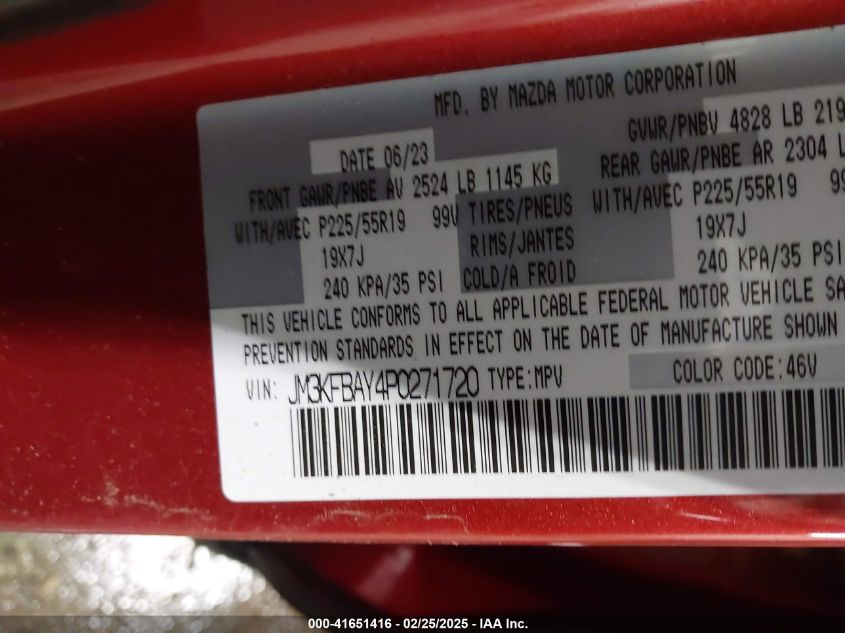 MFD. BY MAZDA MOTOR CORPORATION
DATE 06/23 GVWR/PNBV 4828 LB 219
FRONT GAWR/PNBE AV 2524 LB 1145 KG REAR GAWR/PNBE AR 2304 L
WITH/AVEC P225/55R19 99V TIRES/PNEUS WITH/AVEC P225/55R19 99
19X7J RIMS/JANTES 19X7J
240 KPA/35 PSI COLD/A FROID 240 KPA/35 PSI
THIS VEHICLE CONFORMS TO ALL APPLICABLE FEDERAL MOTOR VEHICLE SA
PREVENTION STANDARDS IN EFFECT ON THE DATE OF MANUFACTURE SHOWN
VIN: JM3KFBAY4P0271720 TYPE:MPV COLOR CODE:46V
000-41651416 - 02/25/2025 - IAA Inc.